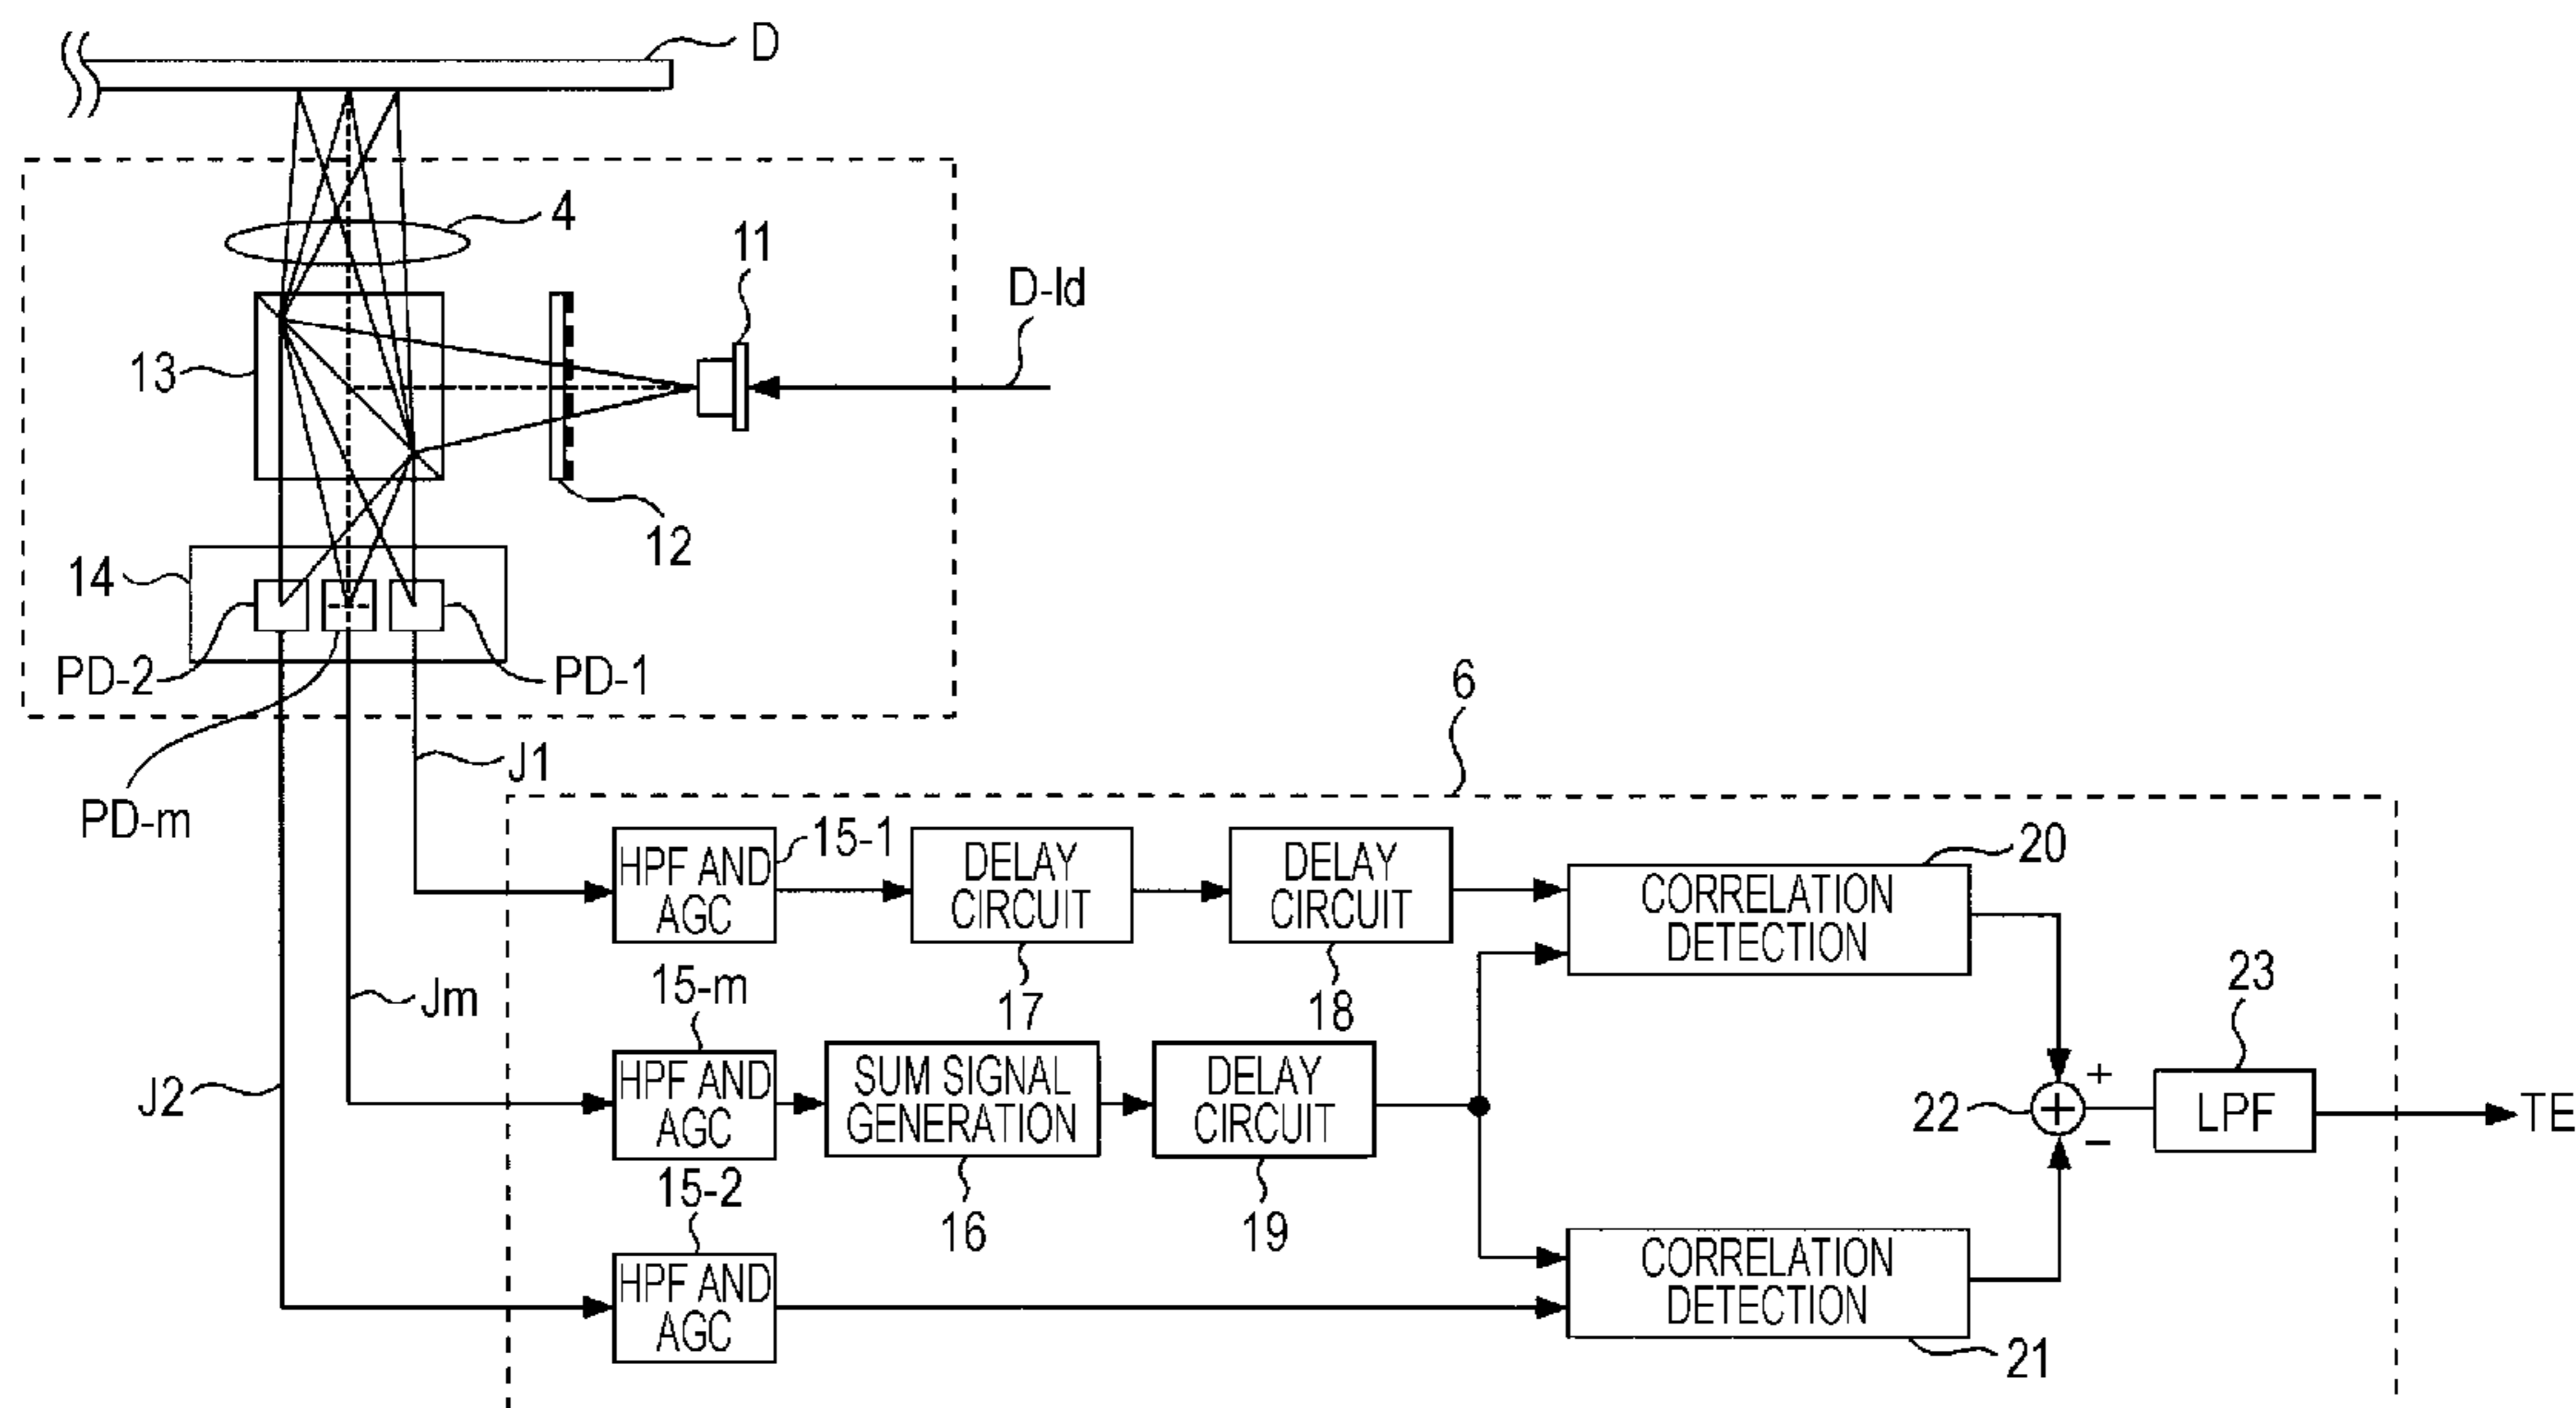 D
4
11
D-ld
13
12
14
PD-2
PD-1
6
J1
PD-m
15-1
HPF AND
AGC
DELAY
CIRCUIT
DELAY
CIRCUIT
20
CORRELATION
DETECTION
17
18
15-m
Jm
23
HPF AND
AGC
SUM SIGNAL
GENERATION
DELAY
CIRCUIT
J2
22
+
+
−
LPF
TE
15-2
16
19
HPF AND
AGC
CORRELATION
DETECTION
21